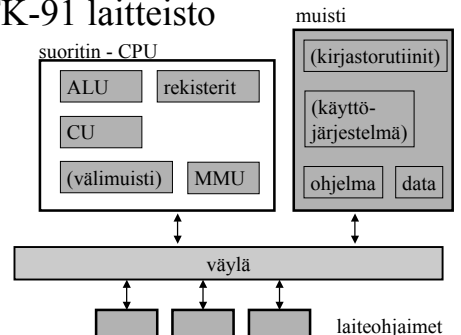 K-91 laitteisto
suoritin - CPU
ALU
rekisterit
CU
(välimuisti)
MMU
muisti
(kirjastorutiinit)
(käyttö-
järjestelmä)
ohjelma
data
väylä
laiteohjaimet